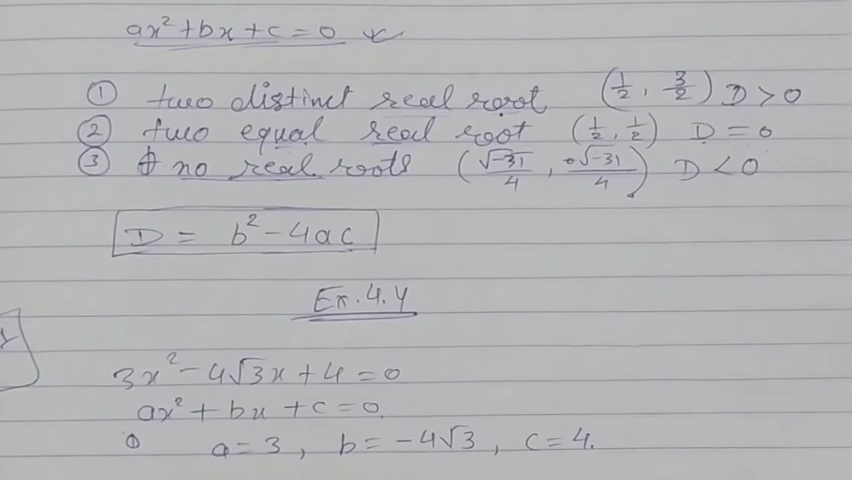 ax² + bx + c = 0
① two distinct real root (1/2, 3/2) D > 0
② two equal real root (1/2, 1/2) D = 0
③ no real roots (√-31/4, √-31/4) D < 0
D = b² - 4ac
Ex. 4.4
3x² - 4√3x + 4 = 0
ax² + bx + c = 0.
a = 3, b = -4√3, c = 4.